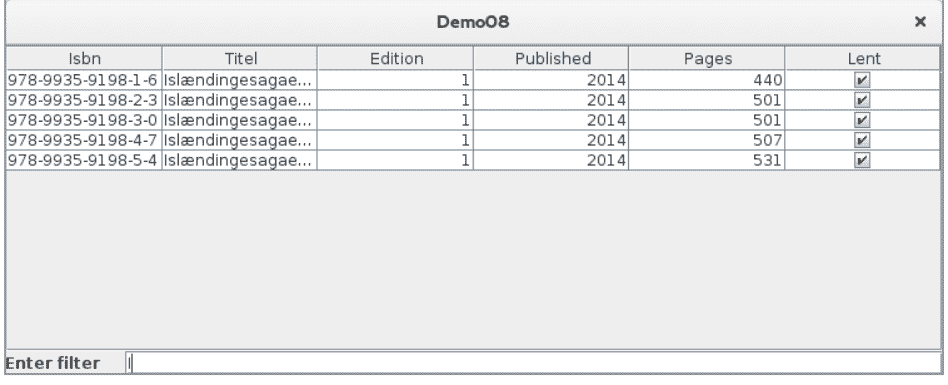 Demo08
Isbn Titel Edition Published Pages Lent
978-9935-9198-1-6 Islændingesagae... 1 2014 440
978-9935-9198-2-3 Islændingesagae... 1 2014 501
978-9935-9198-3-0 Islændingesagae... 1 2014 501
978-9935-9198-4-7 Islændingesagae... 1 2014 507
978-9935-9198-5-4 Islændingesagae... 1 2014 531
Enter filter I